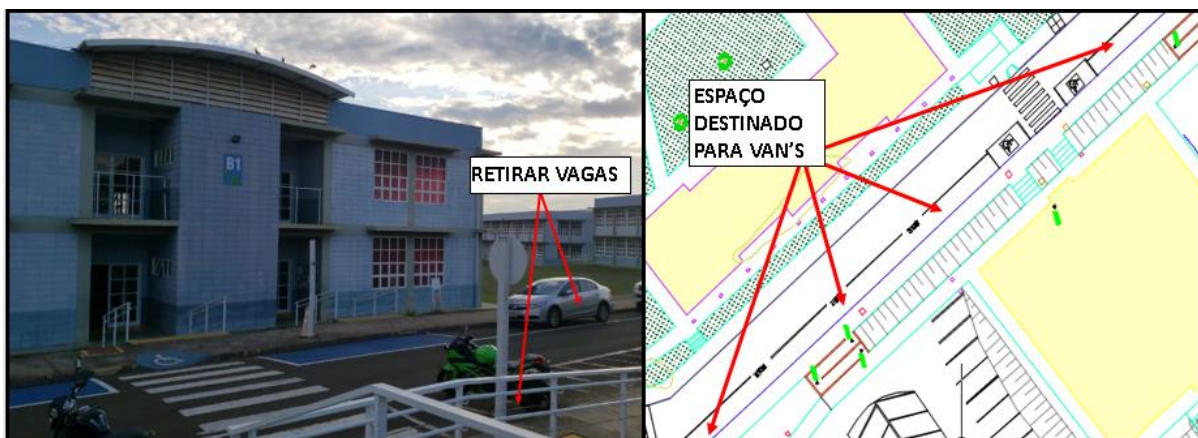 B1
RETIRAR VAGAS
ESPAÇO
DESTINADO
PARA VAN'S